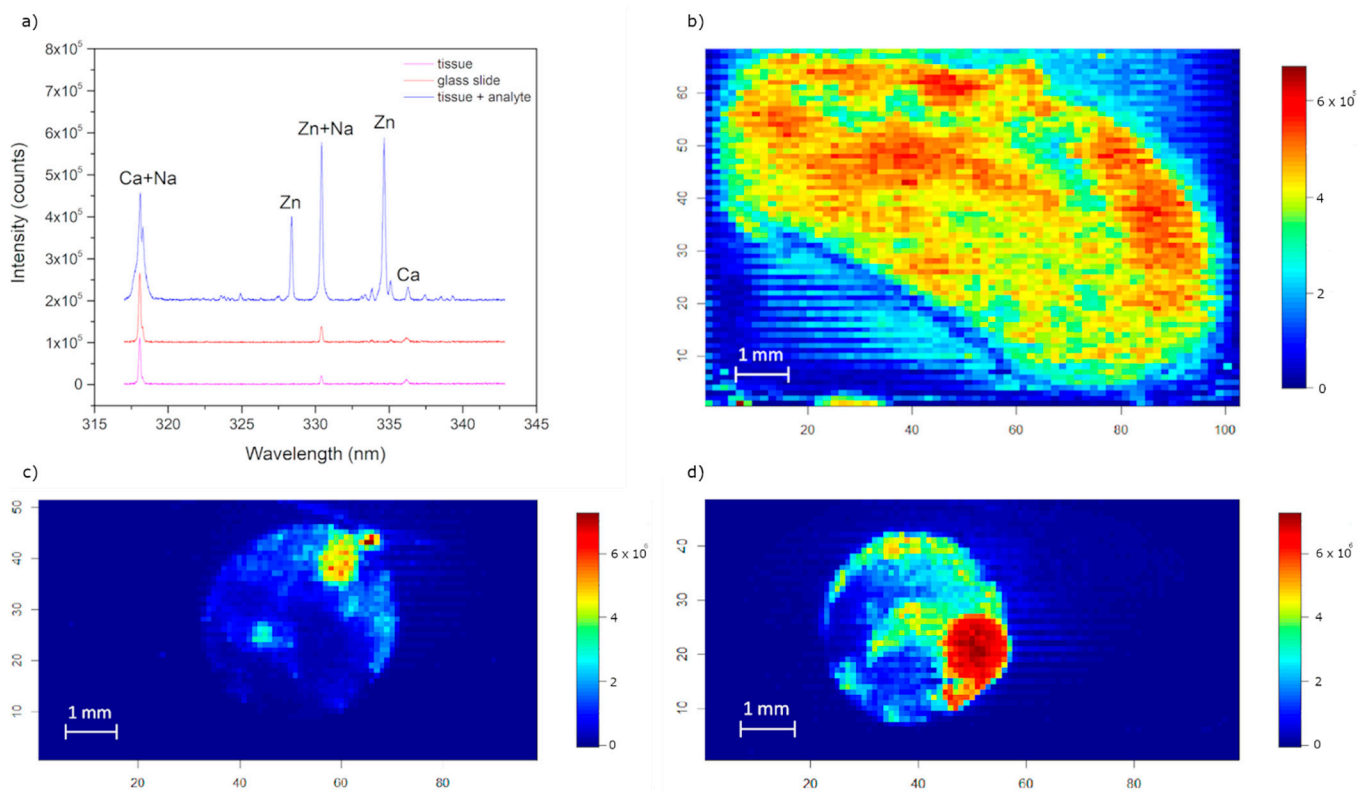 a)
8x10⁵
7x10⁵
6x10⁵
5x10⁵
4x10⁵
3x10⁵
2x10⁵
1x10⁵
0
Intensity (counts)
tissue
glass slide
tissue + analyte
Ca+Na
Zn
Zn+Na
Zn
Ca
315 320 325 330 335 340 345
Wavelength (nm)
b)
60
50
40
30
20
10
1 mm
20 40 60 80 100
6 x 10⁵
4
2
0
c)
50
40
30
20
10
1 mm
20 40 60 80
6 x 10⁶
4
2
0
d)
40
30
20
10
1 mm
20 40 60 80
6 x 10⁶
4
2
0